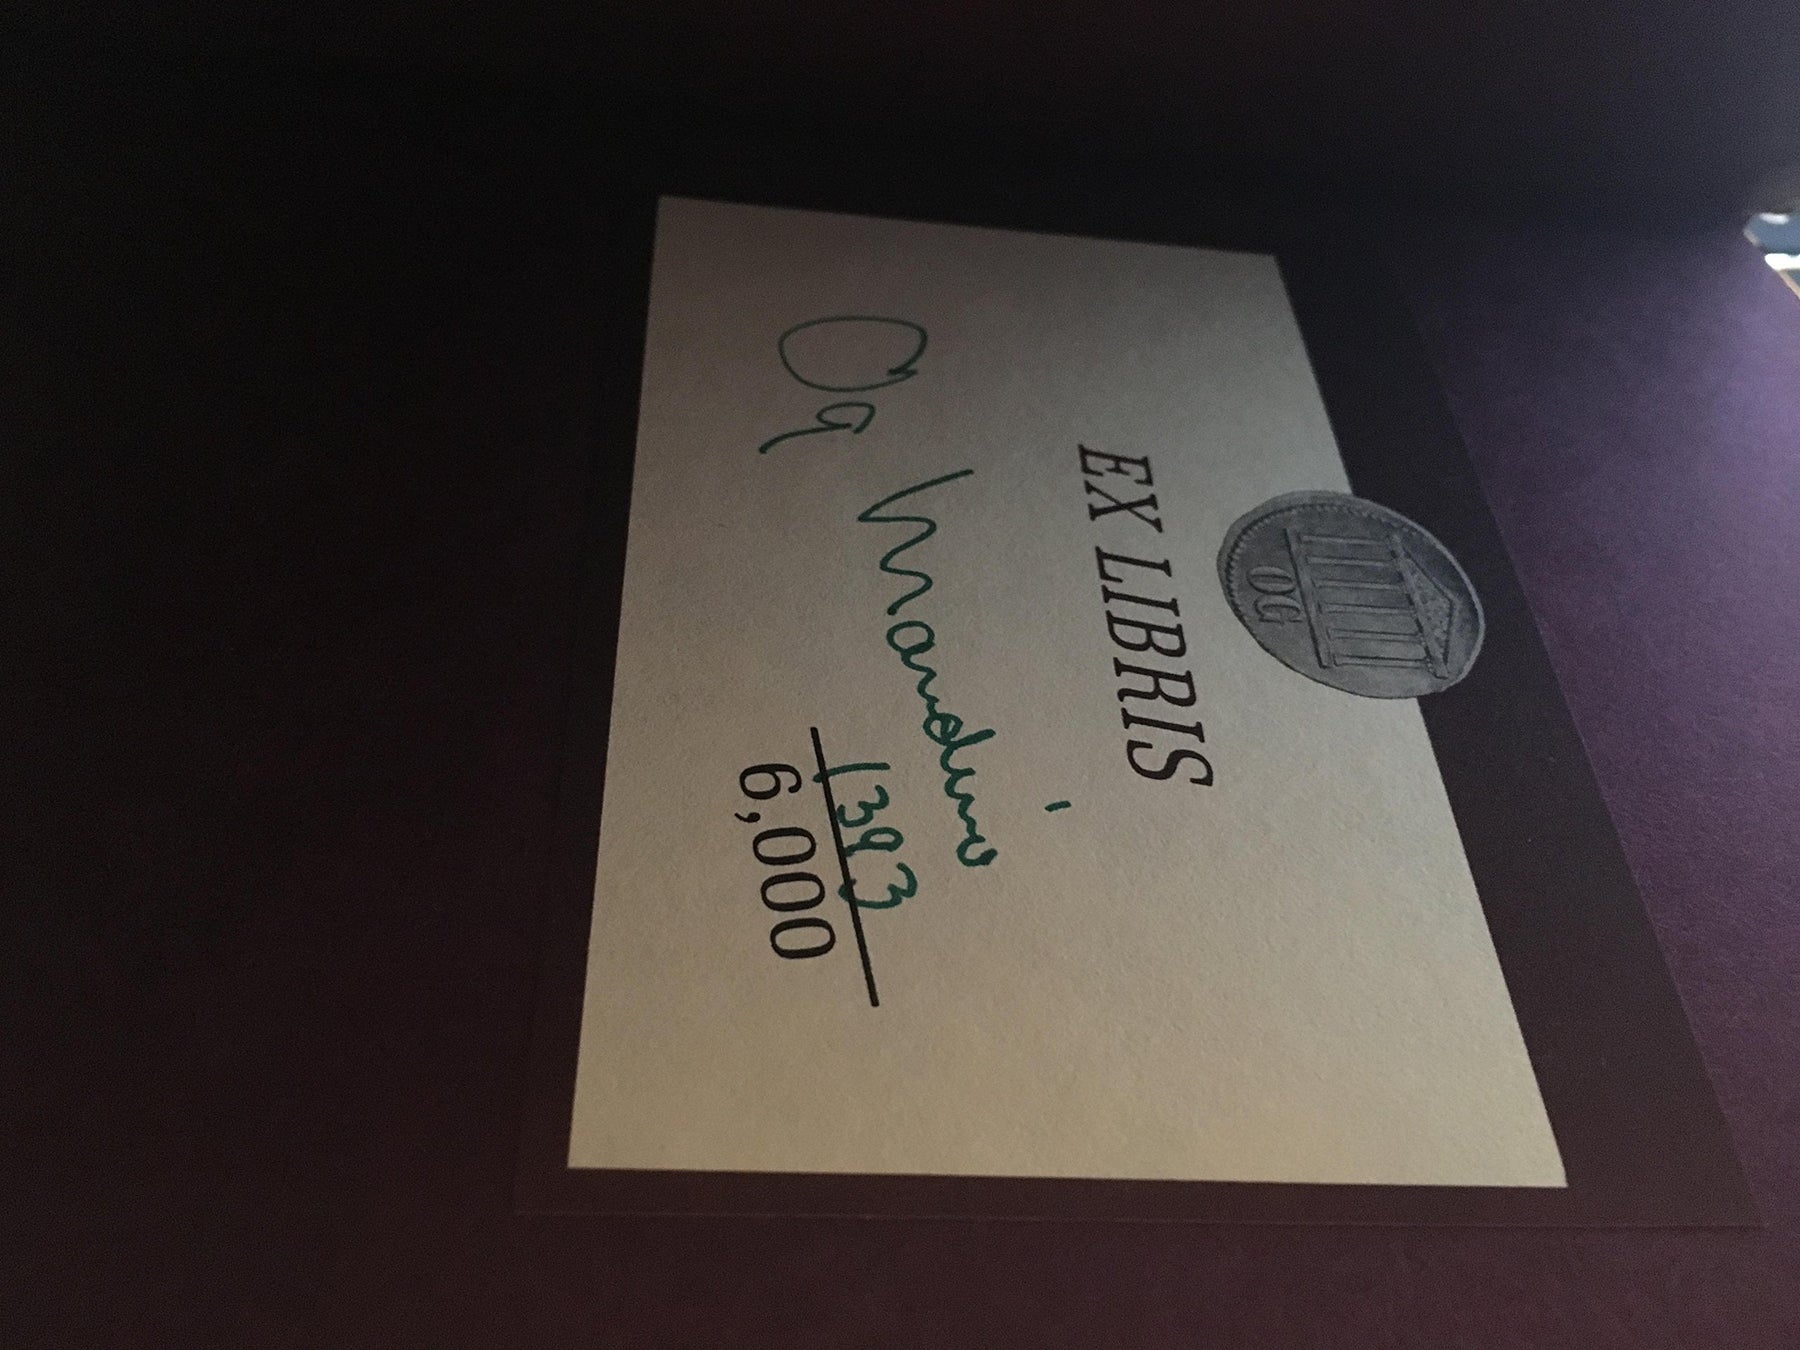 OG
EX LIBRIS
Og Mandino
1393
6,000